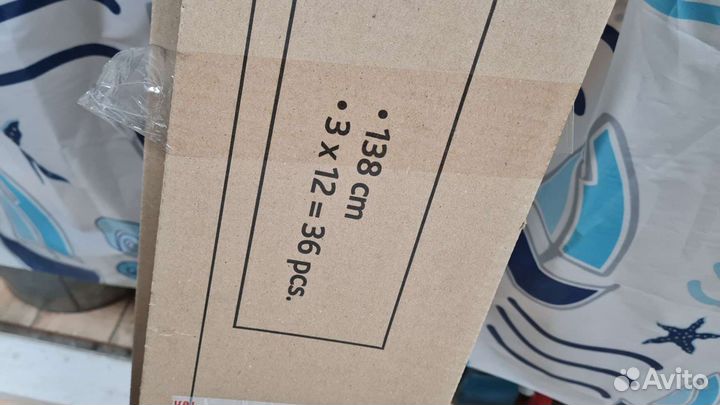 • 138 cm
• 3 x 12 = 36 pcs.
Avito